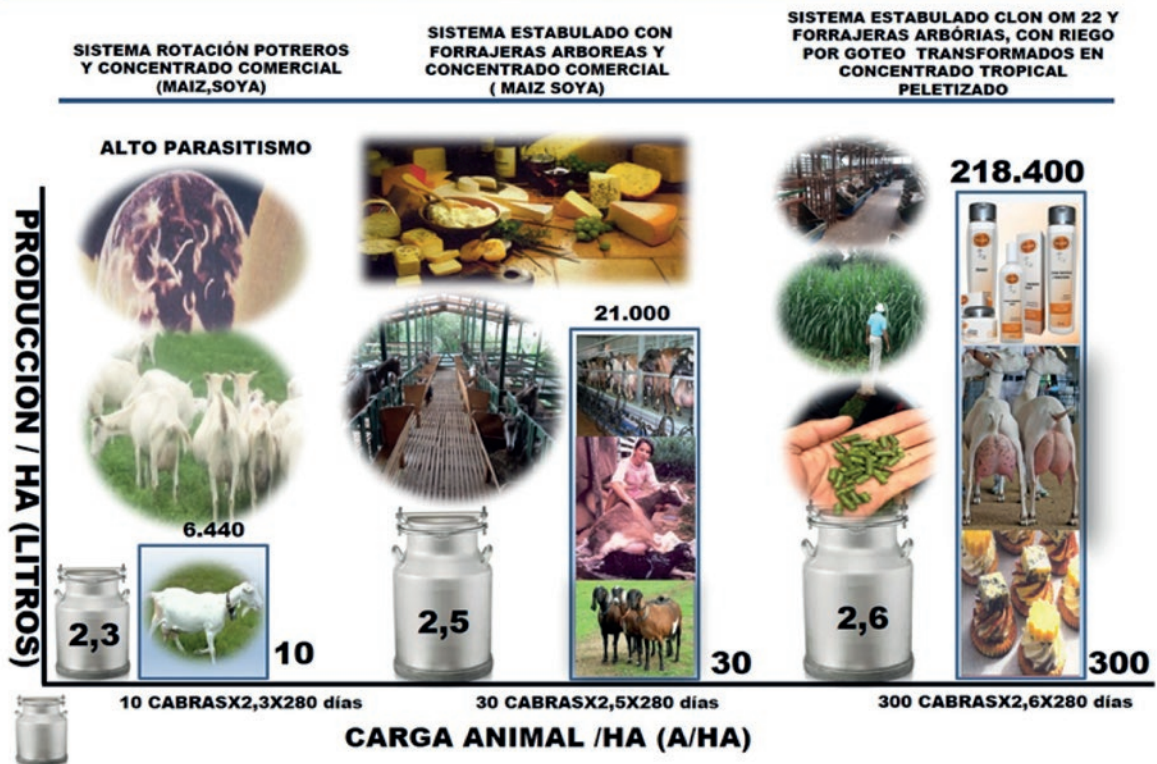 SISTEMA ROTACIÓN POTREROS
Y CONCENTRADO COMERCIAL
(MAIZ,SOYA)
SISTEMA ESTABULADO CON
FORRAJERAS ARBOREAS Y
CONCENTRADO COMERCIAL
( MAIZ SOYA)
SISTEMA ESTABULADO CLON OM 22 Y
FORRAJERAS ARBÓRIAS, CON RIEGO
POR GOTEO TRANSFORMADOS EN
CONCENTRADO TROPICAL
PELETIZADO
ALTO PARASITISMO
PRODUCCION / HA (LITROS)
6.440
2,3
10
21.000
2,5
30
218.400
2,6
300
10 CABRASX2,3X280 días
30 CABRASX2,5X280 días
300 CABRASX2,6X280 días
CARGA ANIMAL /HA (A/HA)